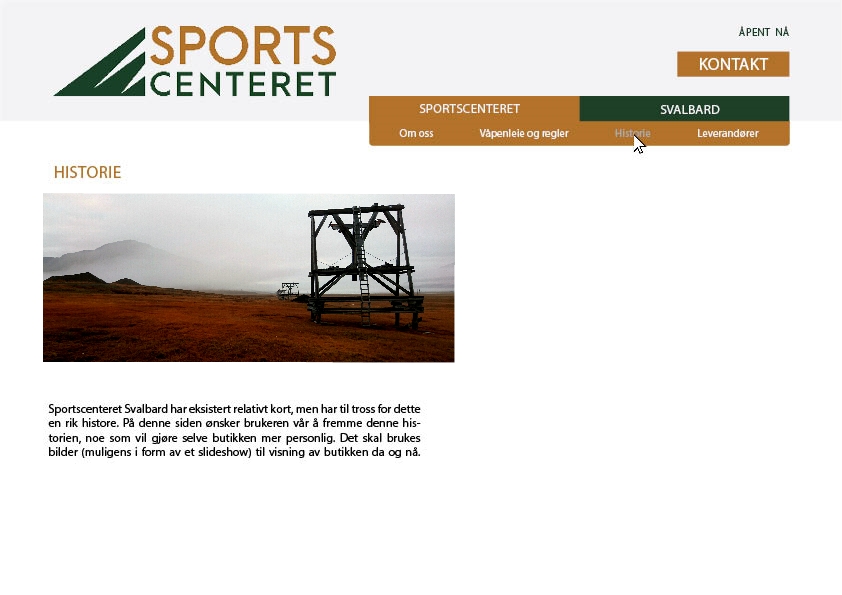 SPORTS
CENTERET
ÅPENT NÅ
KONTAKT
SPORTSCENTERET
SVALBARD
Om oss
Våpenleie og regler
Historie
Leverandører
HISTORIE
Sportscenteret Svalbard har eksistert relativt kort, men har til tross for dette
en rik histore. På denne siden ønsker brukeren vår å fremme denne his-
torien, noe som vil gjøre selve butikken mer personlig. Det skal brukes
bilder (muligens i form av et slideshow) til visning av butikken da og nå.